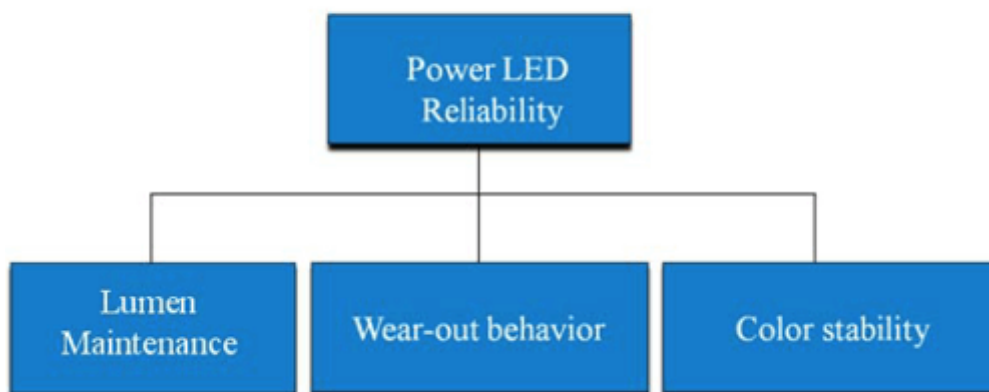 Power LED
Reliability
Lumen
Maintenance
Wear-out behavior
Color stability